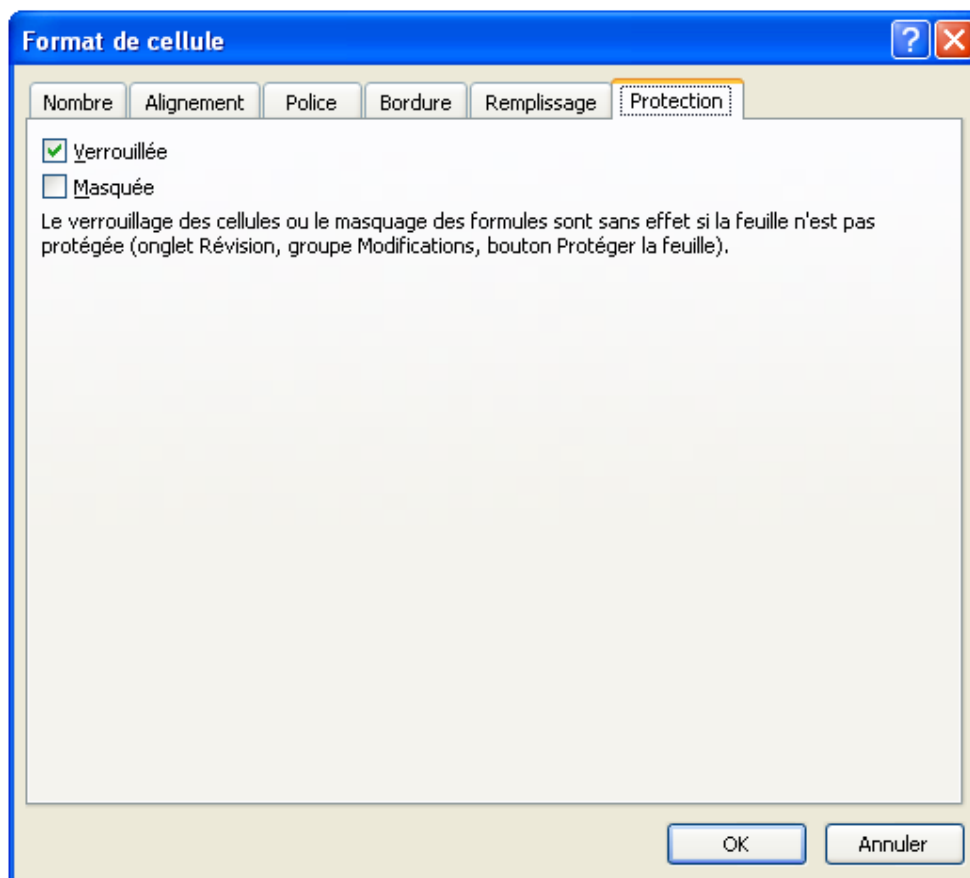 Format de cellule
Nombre Alignement Police Bordure Remplissage Protection
Verrouillée
Masquée
Le verrouillage des cellules ou le masquage des formules sont sans effet si la feuille n'est pas
protégée (onglet Révision, groupe Modifications, bouton Protéger la feuille).
OK Annuler